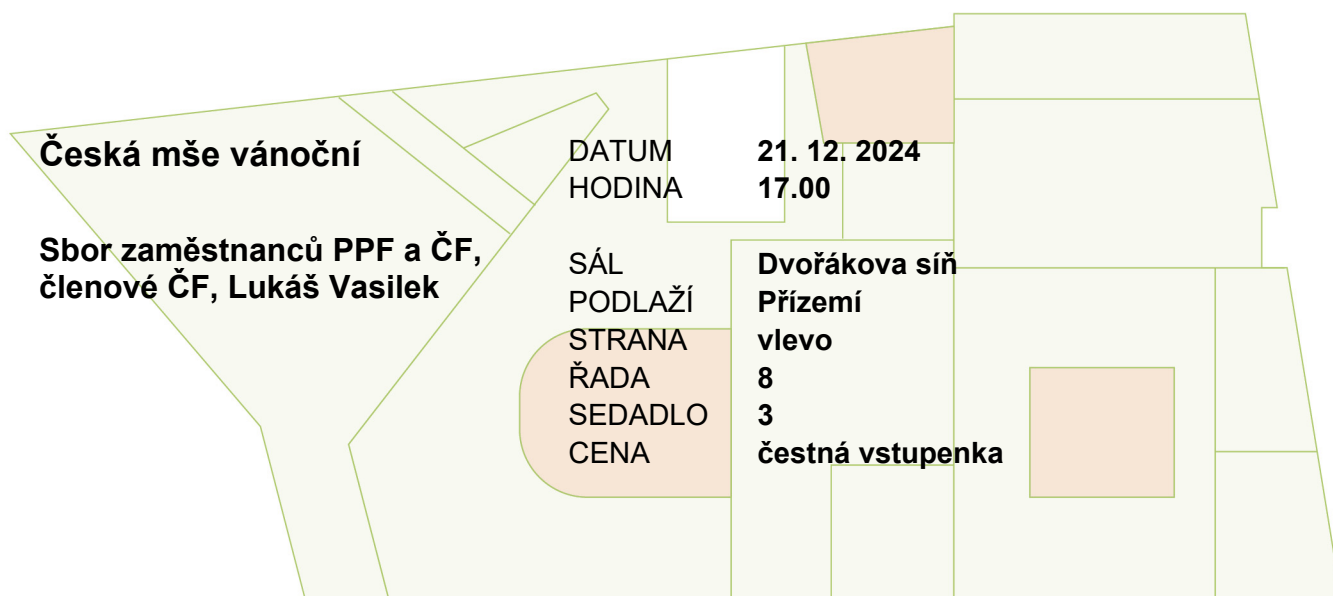 Česká mše vánoční
Sbor zaměstnanců PPF a ČF,
členové ČF, Lukáš Vasilek
DATUM 21. 12. 2024
HODINA 17.00
SÁL Dvořákova síň
PODLAŽÍ Přízemí
STRANA vlevo
ŘADA 8
SEDADLO 3
CENA čestná vstupenka